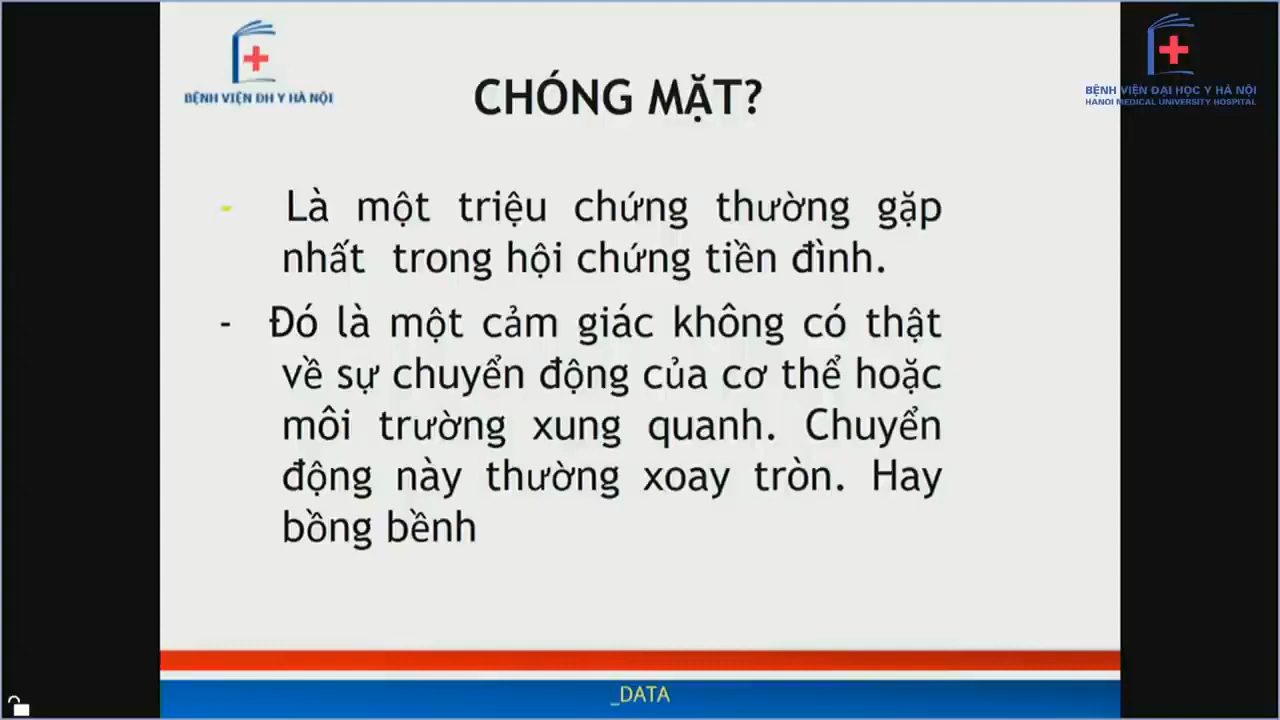 BỆNH VIỆN ĐH Y HÀ NỘI
BỆNH VIỆN ĐẠI HỌC Y HÀ NỘI
HANOI MEDICAL UNIVERSITY HOSPITAL
CHÓNG MẶT?
- Là một triệu chứng thường gặp
nhất trong hội chứng tiền đình.
- Đó là một cảm giác không có thật
về sự chuyển động của cơ thể hoặc
môi trường xung quanh. Chuyển
động này thường xoay tròn. Hay
bồng bềnh
_DATA